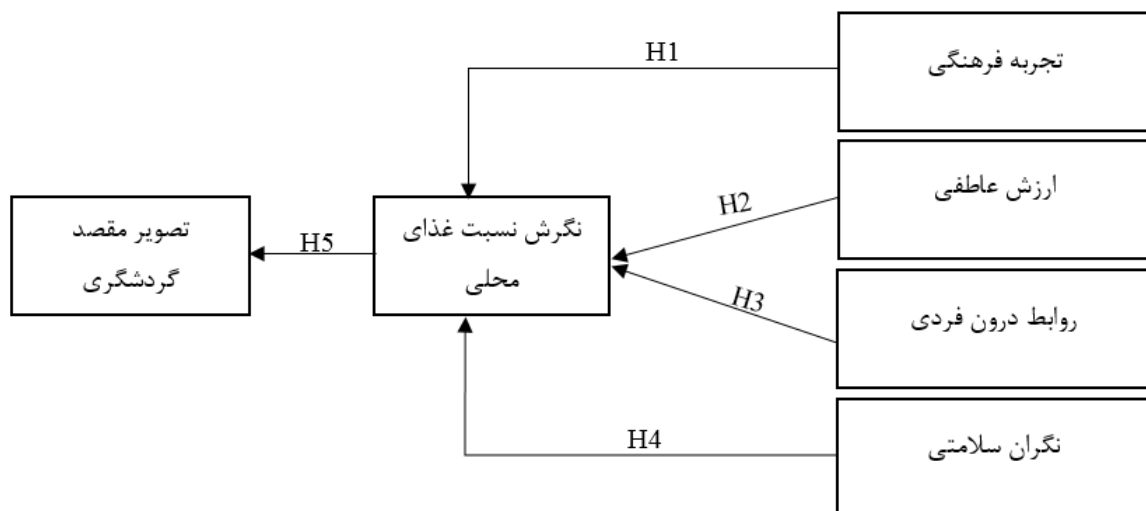 تجربه فرهنگی
H1
ارزش عاطفی
H2
نگرش نسبت غذای
محلی
تصویر مقصد
گردشگری
H5
H3
روابط درون فردی
نگران سلامتی
H4